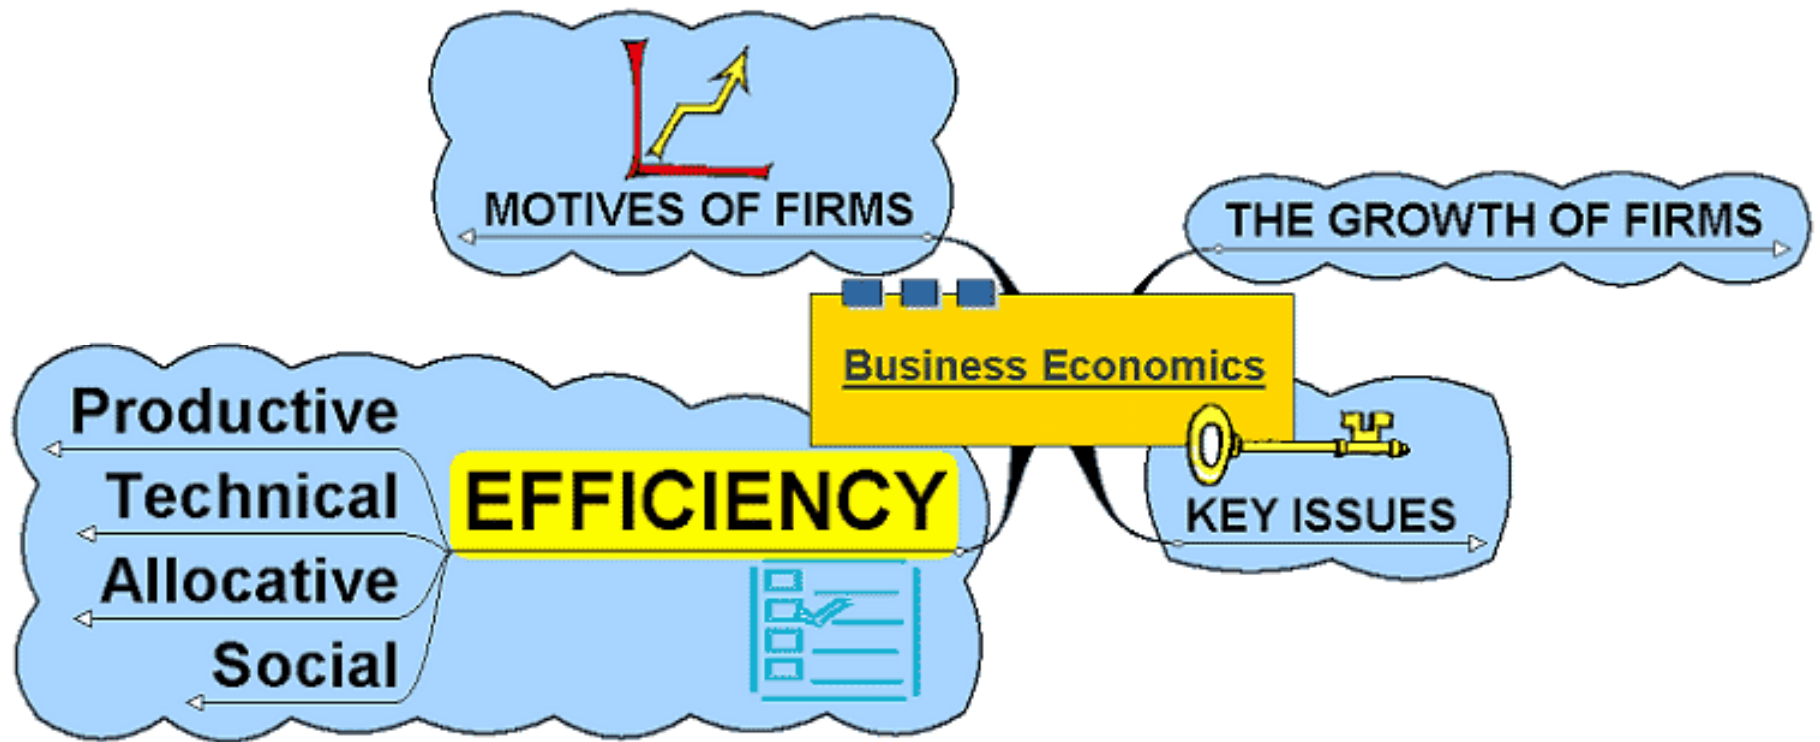 MOTIVES OF FIRMS
THE GROWTH OF FIRMS
Business Economics
EFFICIENCY
Productive
Technical
Allocative
Social
KEY ISSUES